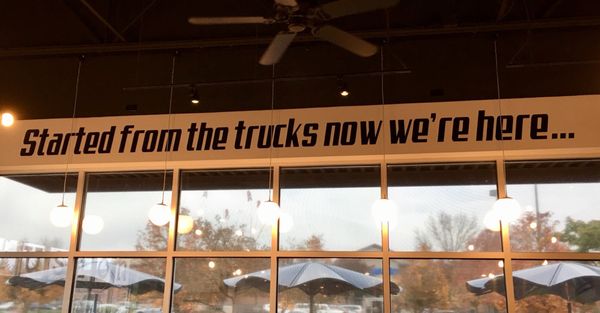 Started from the trucks now we're here...